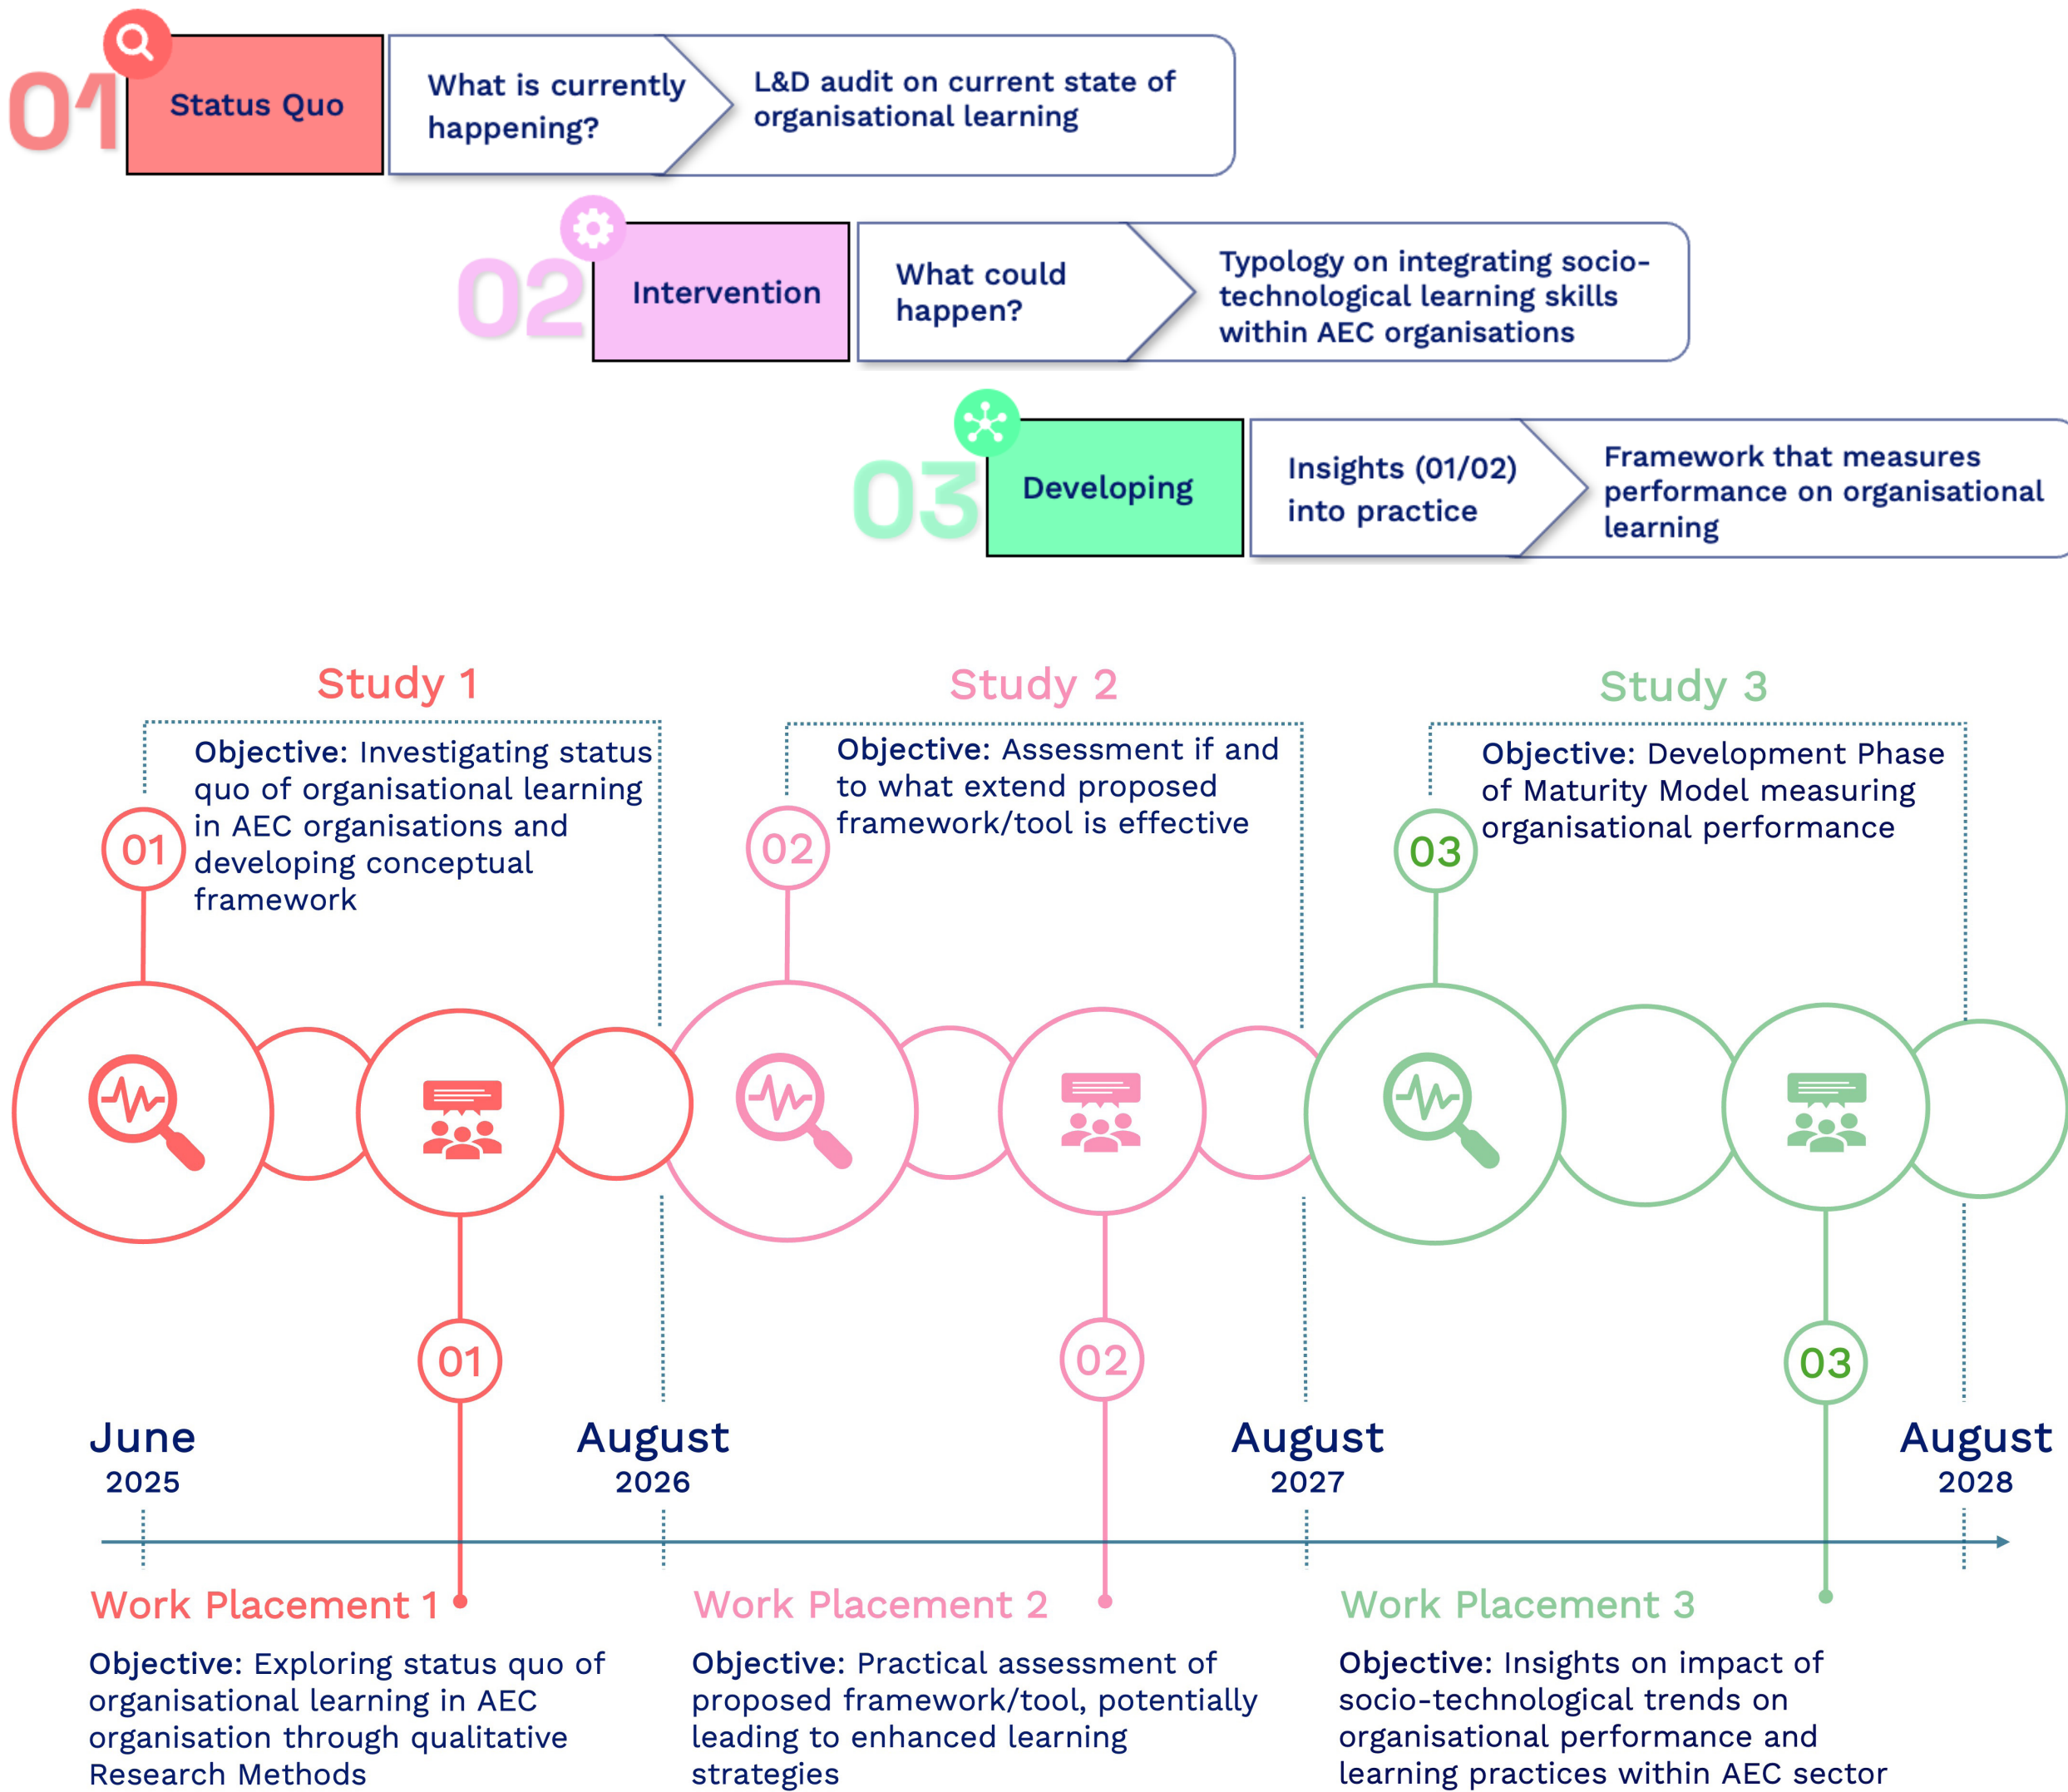 01
Status Quo
What is currently
happening?
L&D audit on current state of
organisational learning
02
Intervention
What could
happen?
Typology on integrating socio-
technological learning skills
within AEC organisations
03
Developing
Insights (01/02)
into practice
Framework that measures
performance on organisational
learning
Study 1
Objective: Investigating status
quo of organisational learning
in AEC organisations and
developing conceptual
framework
01
Study 2
Objective: Assessment if and
to what extend proposed
framework/tool is effective
02
Study 3
Objective: Development Phase
of Maturity Model measuring
organisational performance
03
01
02
03
June
2025
August
2026
August
2027
August
2028
Work Placement 1
Objective: Exploring status quo of
organisational learning in AEC
organisation through qualitative
Research Methods
Work Placement 2
Objective: Practical assessment of
proposed framework/tool, potentially
leading to enhanced learning
strategies
Work Placement 3
Objective: Insights on impact of
socio-technological trends on
organisational performance and
learning practices within AEC sector